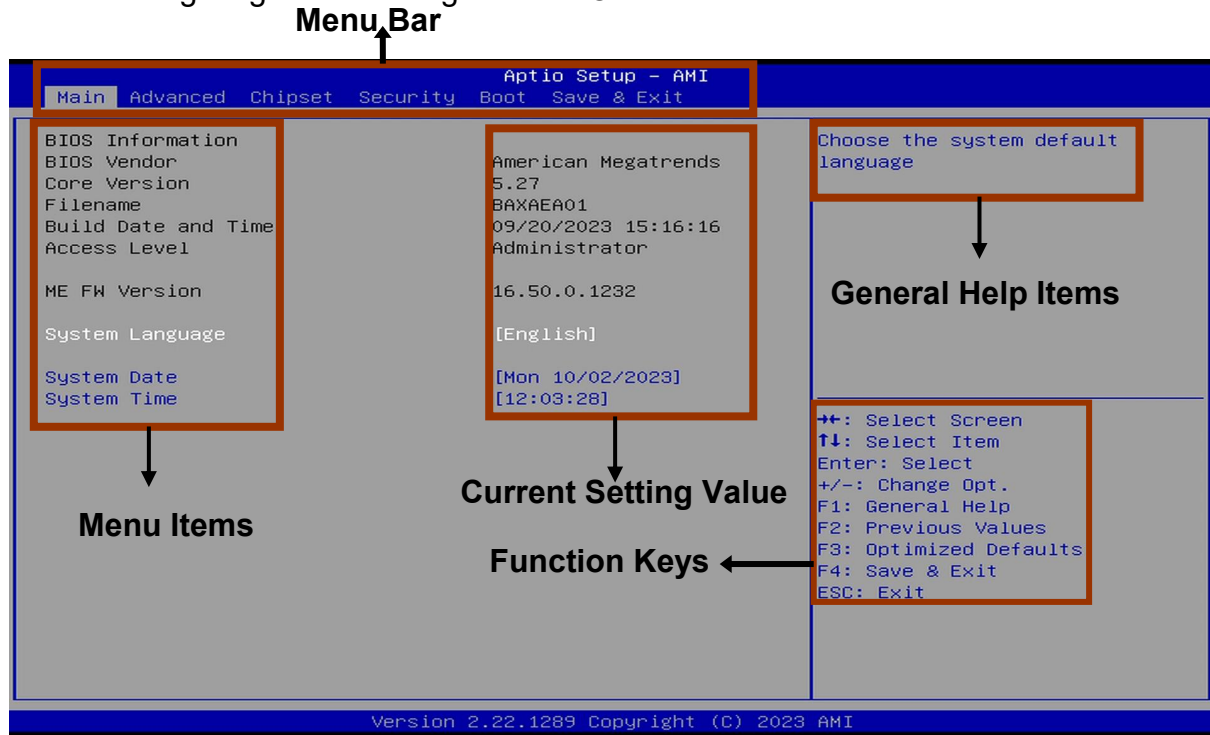 Menu Bar
Aptio Setup – AMI
Main Advanced Chipset Security Boot Save & Exit
BIOS Information
BIOS Vendor American Megatrends
Core Version 5.27
Filename BAXAEA01
Build Date and Time 09/20/2023 15:16:16
Access Level Administrator
ME FW Version 16.50.0.1232
System Language [English]
System Date [Mon 10/02/2023]
System Time [12:03:28]
Choose the system default
language
General Help Items
→←: Select Screen
↑↓: Select Item
Enter: Select
+/-: Change Opt.
F1: General Help
F2: Previous Values
F3: Optimized Defaults
F4: Save & Exit
ESC: Exit
Menu Items
Current Setting Value
Function Keys
Version 2.22.1289 Copyright (C) 2023 AMI